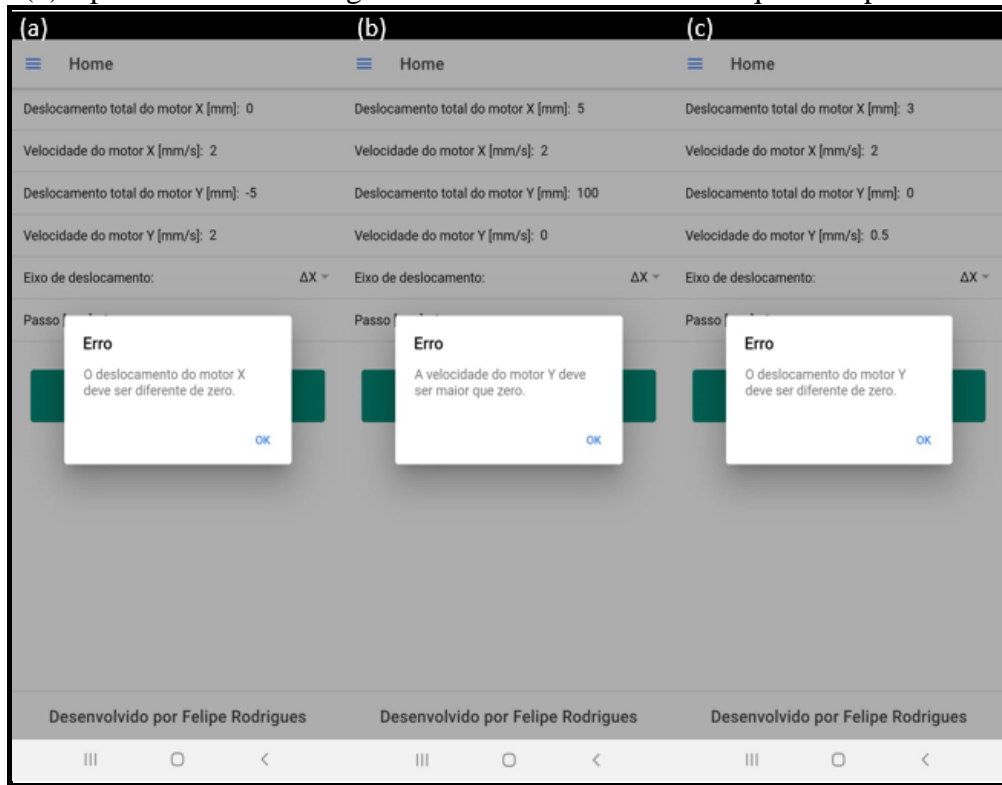 (a)
Home
Deslocamento total do motor X [mm]: 0
Velocidade do motor X [mm/s]: 2
Deslocamento total do motor Y [mm]: -5
Velocidade do motor Y [mm/s]: 2
Eixo de deslocamento: ΔX
Passo [
Erro
O deslocamento do motor X
deve ser diferente de zero.
OK
Desenvolvido por Felipe Rodrigues
(b)
Home
Deslocamento total do motor X [mm]: 5
Velocidade do motor X [mm/s]: 2
Deslocamento total do motor Y [mm]: 100
Velocidade do motor Y [mm/s]: 0
Eixo de deslocamento: ΔX
Passo [
Erro
A velocidade do motor Y deve
ser maior que zero.
OK
Desenvolvido por Felipe Rodrigues
(c)
Home
Deslocamento total do motor X [mm]: 3
Velocidade do motor X [mm/s]: 2
Deslocamento total do motor Y [mm]: 0
Velocidade do motor Y [mm/s]: 0.5
Eixo de deslocamento: ΔX
Passo [
Erro
O deslocamento do motor Y
deve ser diferente de zero.
OK
Desenvolvido por Felipe Rodrigues